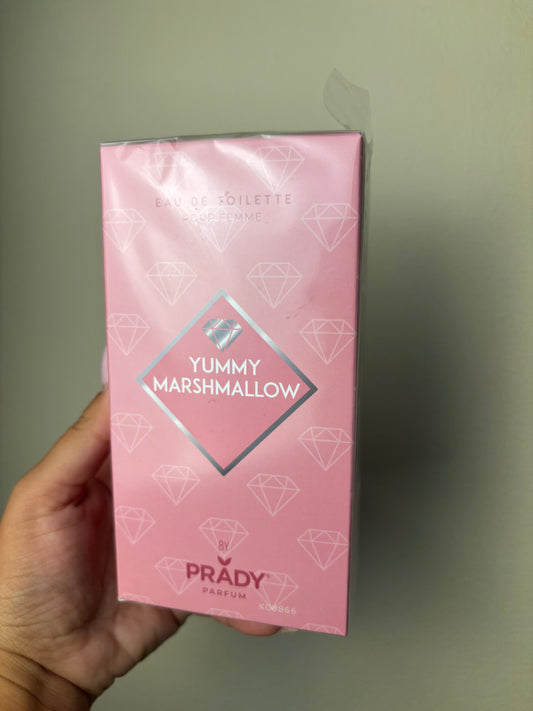 EAU DE TOILETTE
POUR FEMME
YUMMY
MARSHMALLOW
BY
PRADY®
PARFUM